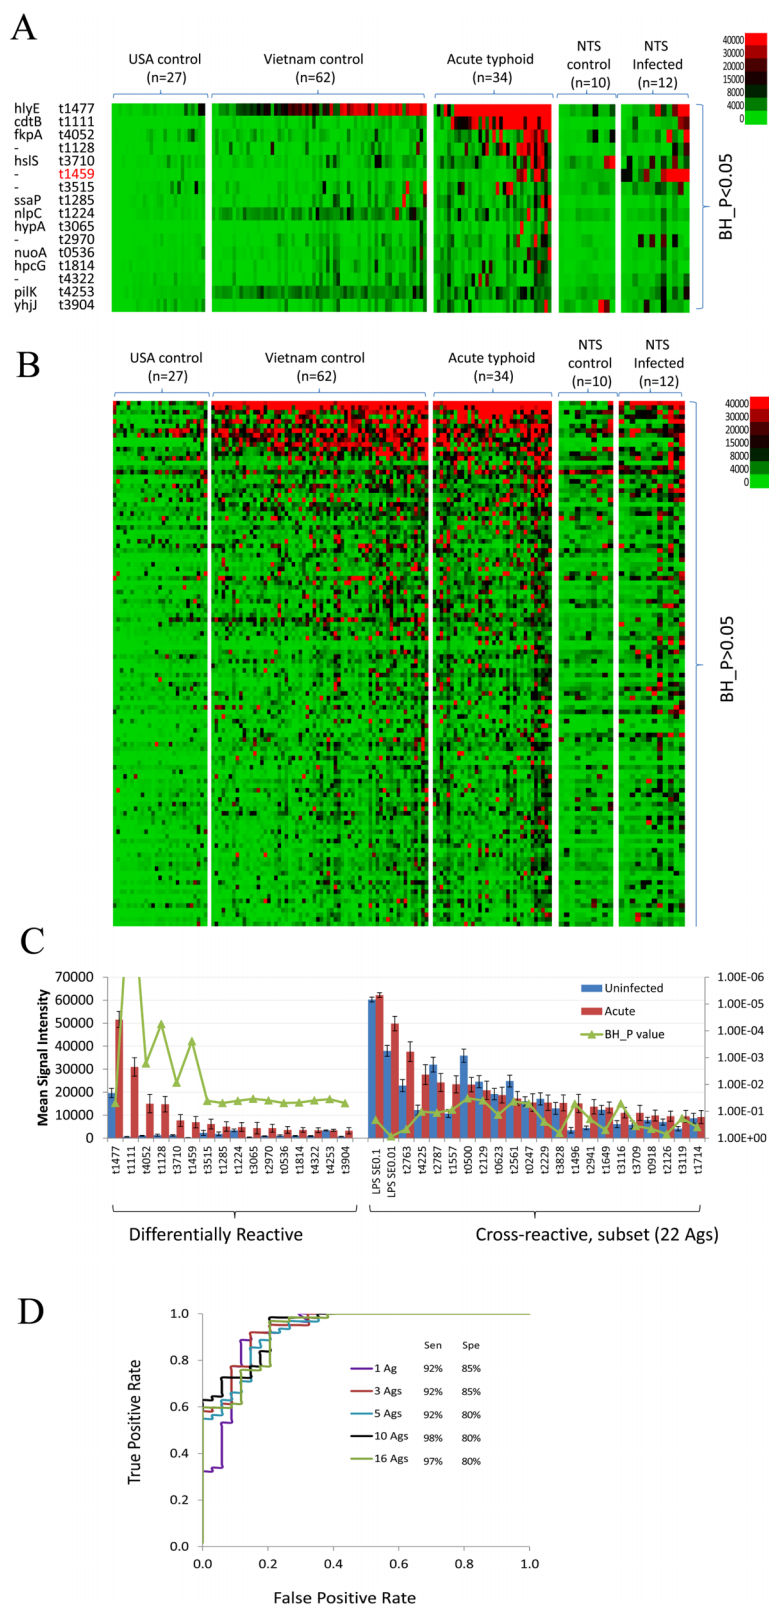 A
USA control
(n=27)
Vietnam control
(n=62)
Acute typhoid
(n=34)
NTS
control
(n=10)
NTS
Infected
(n=12)
40000
30000
20000
15000
8000
4000
0
hlyE t1477
cdtB t1111
fkpA t4052
- t1128
hslS t3710
- t1459
- t3515
ssaP t1285
nlpC t1224
hypA t3065
- t2970
nuoA t0536
hpcG t1814
- t4322
pilK t4253
yhjJ t3904
BH_P<0.05
B
USA control
(n=27)
Vietnam control
(n=62)
Acute typhoid
(n=34)
NTS
control
(n=10)
NTS
Infected
(n=12)
40000
30000
20000
15000
8000
4000
0
BH_P>0.05
C
Mean Signal Intensity
70000
60000
50000
40000
30000
20000
10000
0
Uninfected
Acute
BH_P value
1.00E-06
1.00E-05
1.00E-04
1.00E-03
1.00E-02
1.00E-01
1.00E+00
t1477
t1111
t4052
t1128
t3710
t1459
t3515
t1285
t1224
t3065
t2970
t0536
t1814
t4322
t4253
t3904
LPS SE0.1
LPS SE0.01
t2763
t4225
t2787
t1557
t0500
t2129
t0623
t2561
t0247
t2229
t3828
t1496
t2941
t1649
t3116
t3709
t0918
t2126
t3119
t1714
Differentially Reactive
Cross-reactive, subset (22 Ags)
D
True Positive Rate
1.0
0.8
0.6
0.4
0.2
0.0
Sen Spe
1 Ag 92% 85%
3 Ags 92% 85%
5 Ags 92% 80%
10 Ags 98% 80%
16 Ags 97% 80%
0.0 0.2 0.4 0.6 0.8 1.0
False Positive Rate